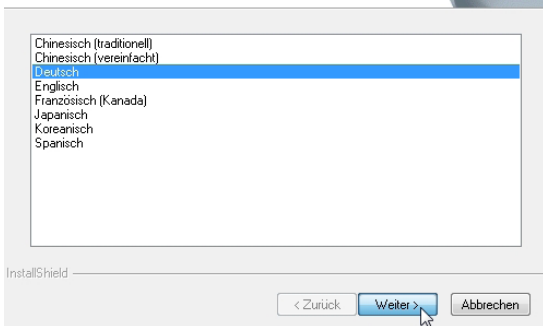 Chinesisch (traditionell)
Chinesisch (vereinfacht)
Deutsch
Englisch
Französisch (Kanada)
Japanisch
Koreanisch
Spanisch
InstallShield
< Zurück Weiter > Abbrechen